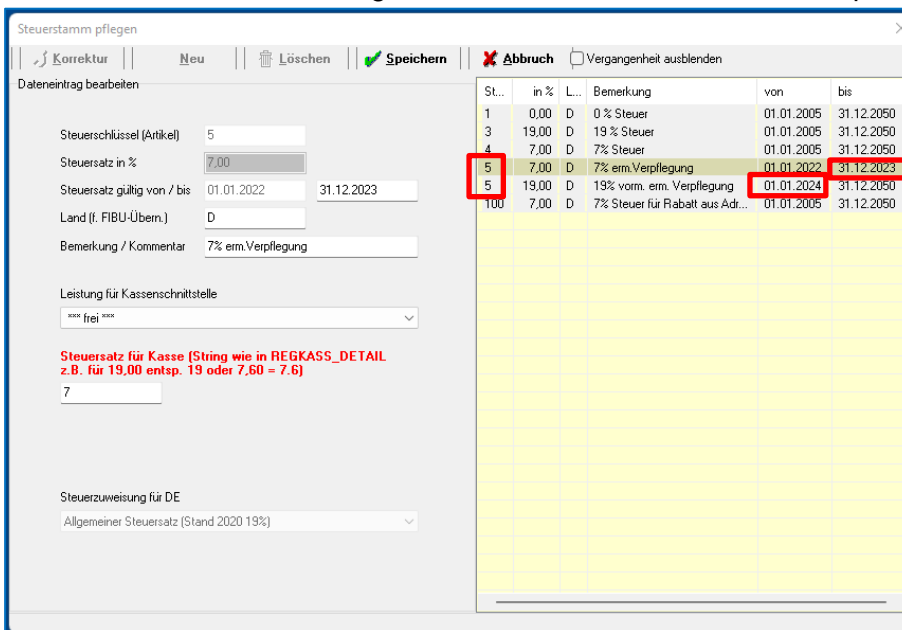 Steuerstamm pflegen
Korrektur Neu Löschen Speichern Abbruch Vergangenheit ausblenden
Dateneintrag bearbeiten
Steuerschlüssel (Artikel) 5
Steuersatz in % 7,00
Steuersatz gültig von / bis 01.01.2022 31.12.2023
Land (f. FIBU-Übern.) D
Bemerkung / Kommentar 7% erm.Verpflegung
Leistung für Kassenschnittstelle
*** frei ***
Steuersatz für Kasse (String wie in REGKASS_DETAIL
z.B. für 19,00 entsp. 19 oder 7,60 = 7.6)
7
Steuerzuweisung für DE
Allgemeiner Steuersatz (Stand 2020 19%)
St... in % L... Bemerkung von bis
1 0,00 D 0 % Steuer 01.01.2005 31.12.2050
3 19,00 D 19 % Steuer 01.01.2005 31.12.2050
4 7,00 D 7% Steuer 01.01.2005 31.12.2050
5 7,00 D 7% erm.Verpflegung 01.01.2022 31.12.2023
5 19,00 D 19% vorm. erm. Verpflegung 01.01.2024 31.12.2050
100 7,00 D 7% Steuer für Rabatt aus Adr... 01.01.2005 31.12.2050